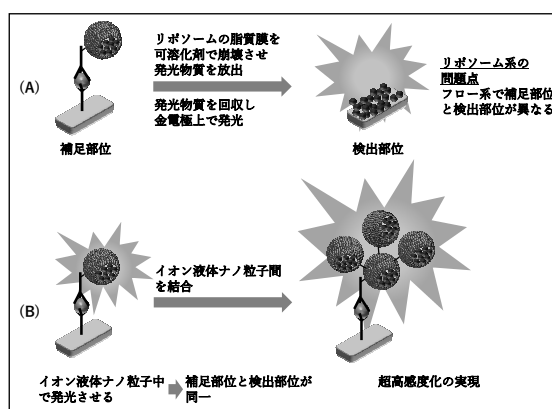 リポソームの脂質膜を
可溶化剤で崩壊させ
発光物質を放出
リポソーム系の
問題点
フロー系で補足部位
と検出部位が異なる
(A)
発光物質を回収し
金電極上で発光
補足部位
検出部位
イオン液体ナノ粒子間
を結合
(B)
イオン液体ナノ粒子中
で発光させる
補足部位と検出部位が
同一
超高感度化の実現